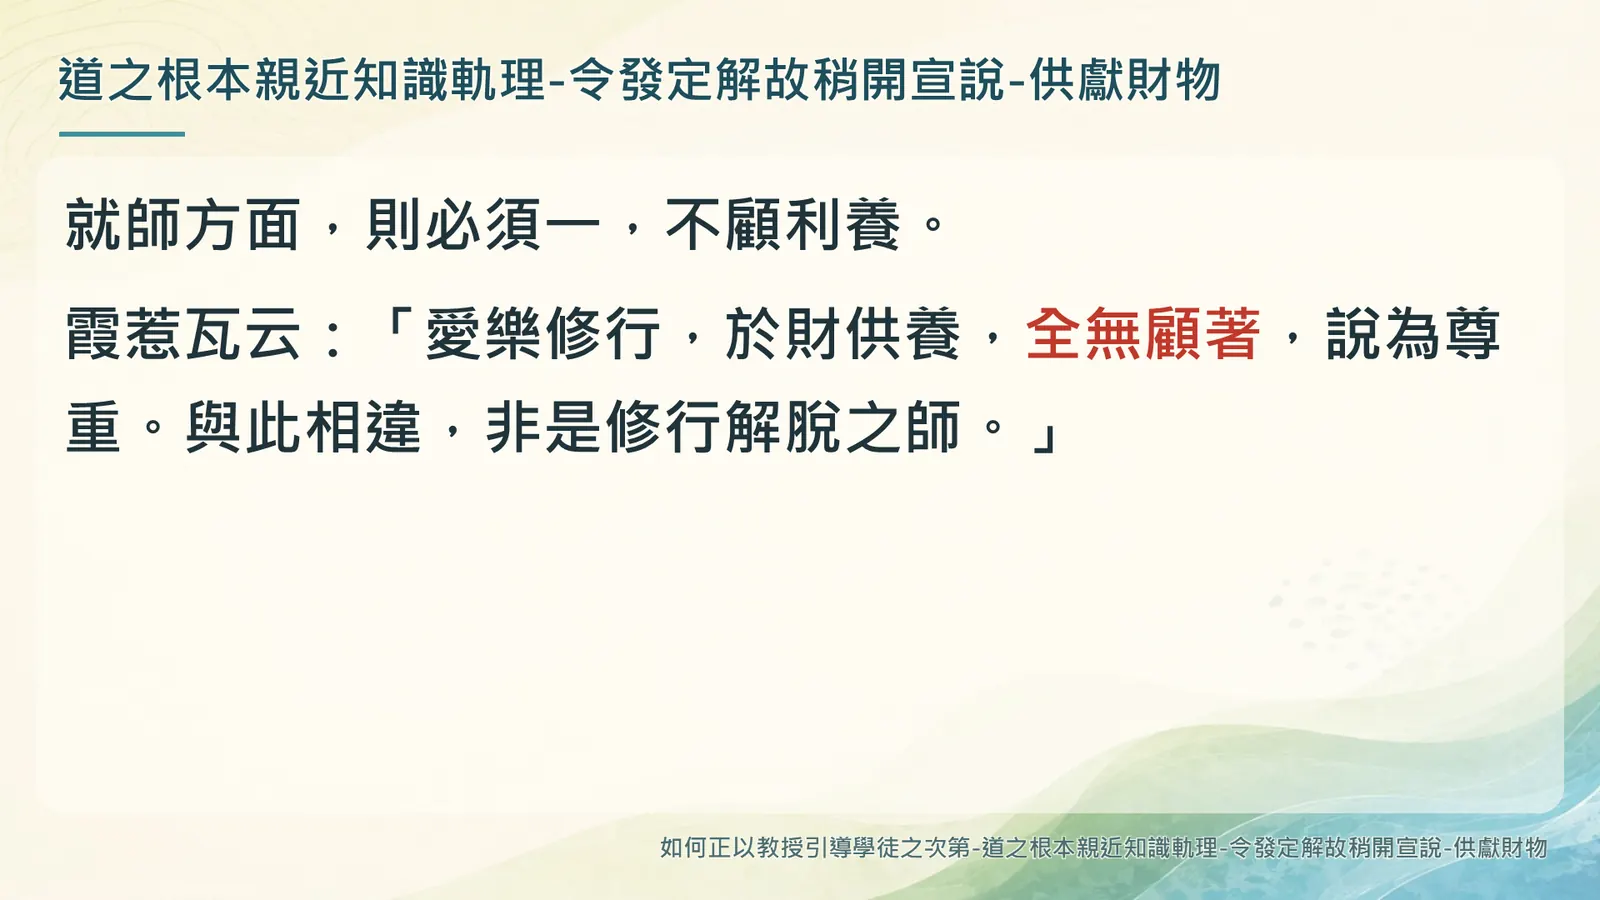 道之根本親近知識軌理-令發定解故稍開宣說-供獻財物
就師方面，則必須一，不顧利養。
霞惹瓦云：「愛樂修行，於財供養，全無顧著，說為尊
重。與此相違，非是修行解脫之師。」
如何正以教授引導學徒之次第-道之根本親近知識軌理-令發定解故稍開宣說-供獻財物